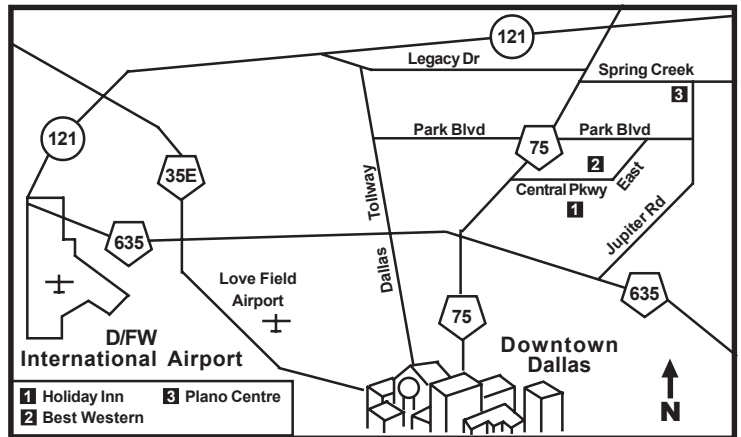 121
Legacy Dr
Spring Creek
3
121
Park Blvd
75
Park Blvd
35E
2
East
Central Pkwy
1
Tollway
Jupiter Rd
635
Dallas
Love Field
Airport
635
75
D/FW
International Airport
Downtown
Dallas
1 Holiday Inn
3 Plano Centre
2 Best Western
N